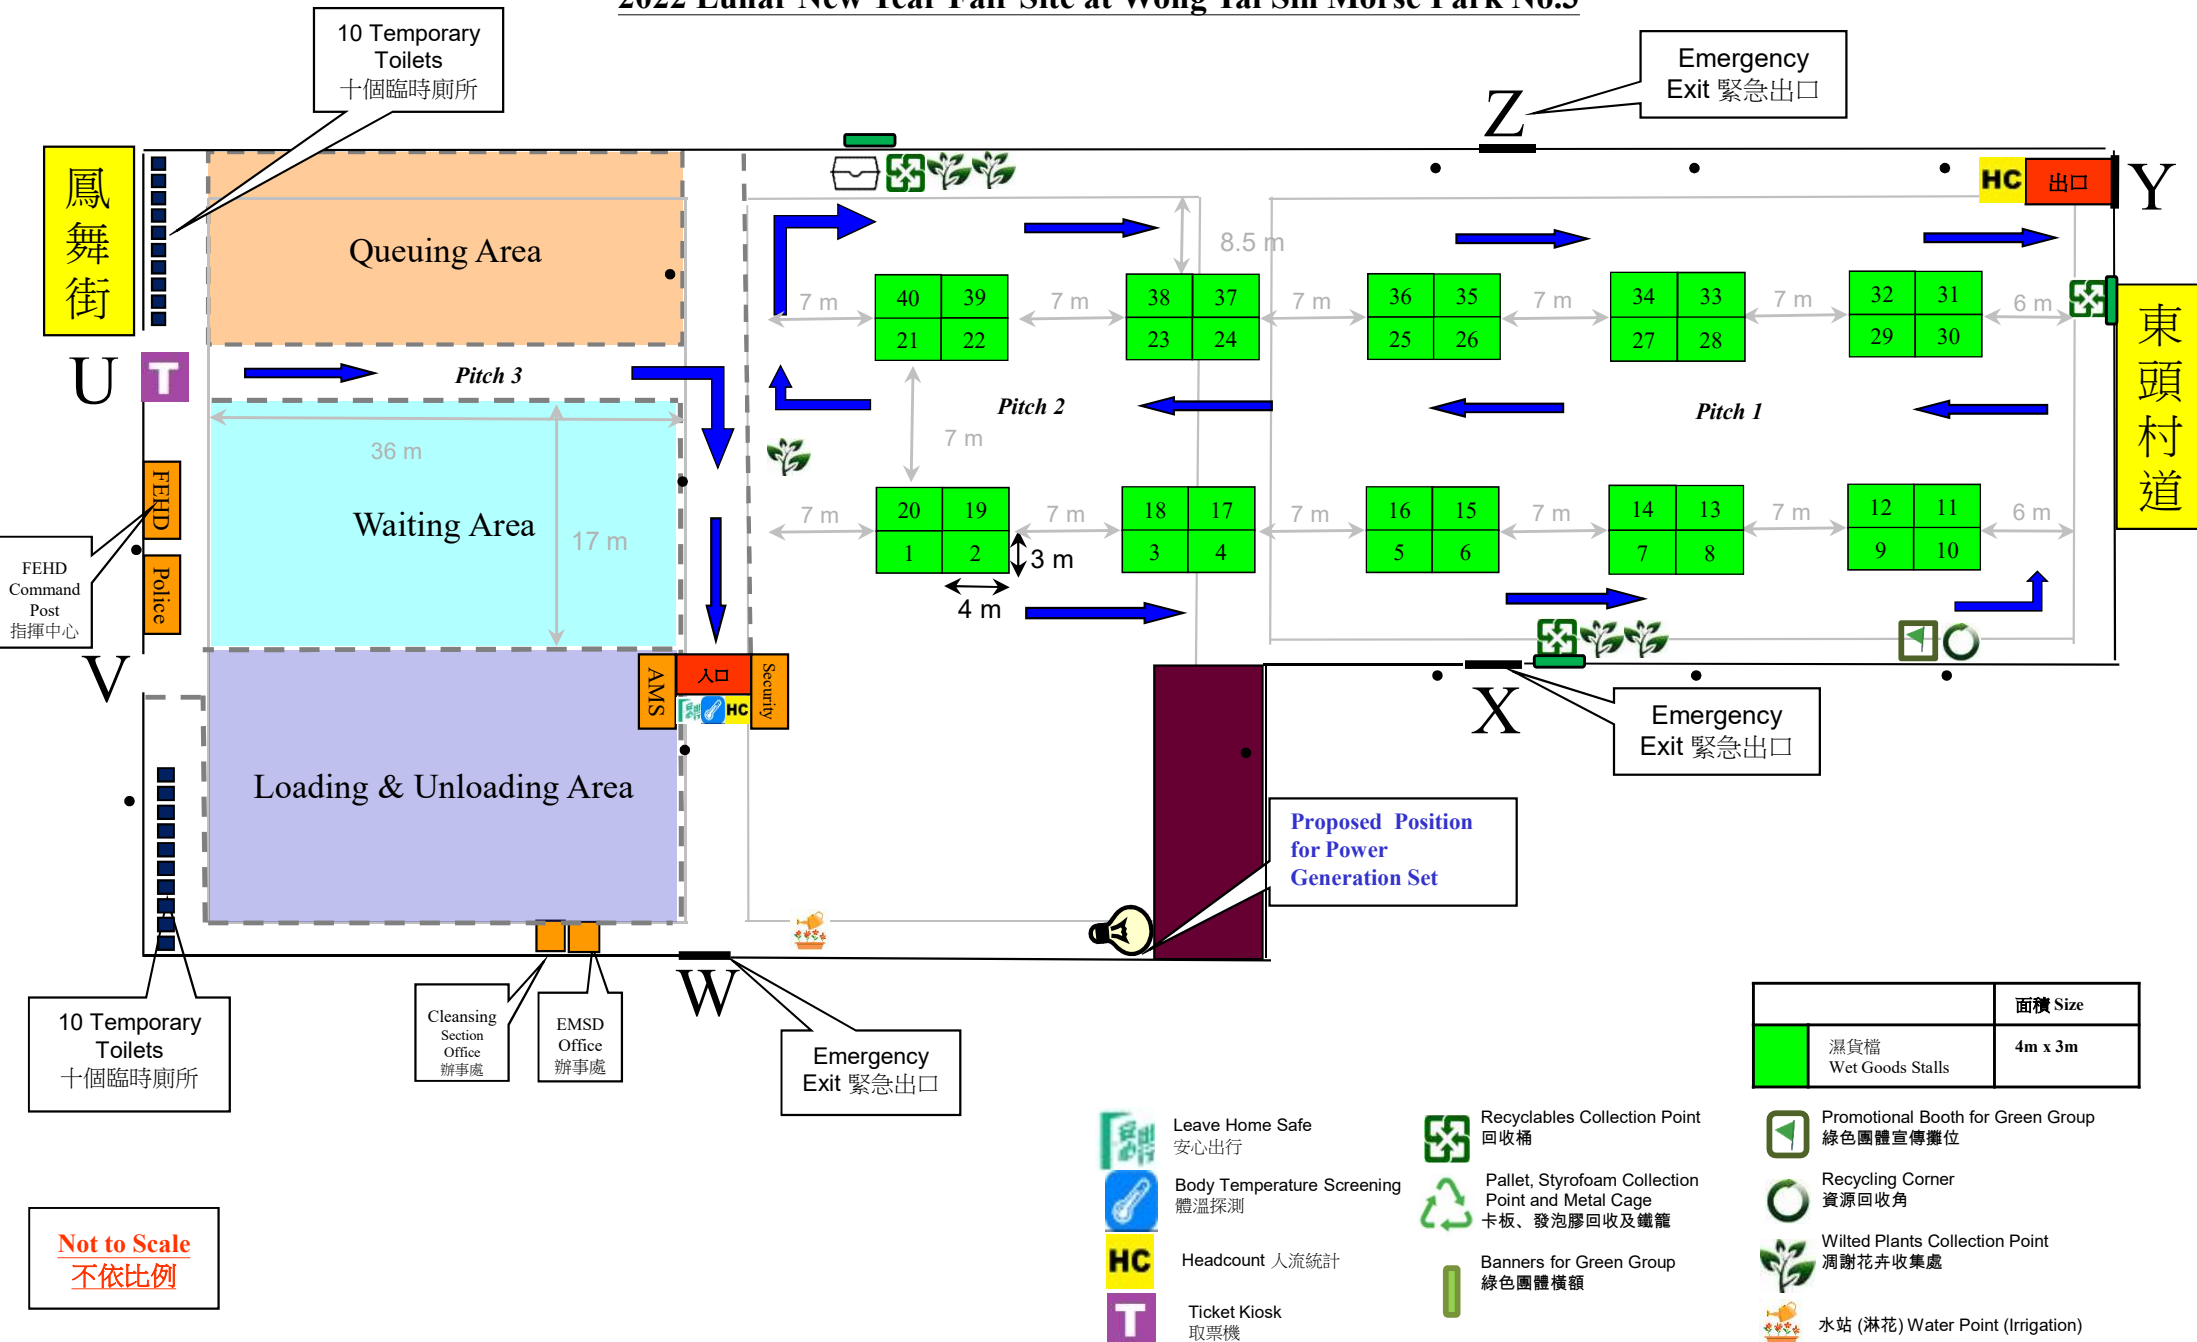 2022 Lunar New Year Fair Site at Wong Tai Sin Morse Park No.3
10 Temporary
Toilets
十個臨時廁所
Emergency
Exit 緊急出口
Z
鳳舞街
Queuing Area
HC
出口
Y
8.5 m
7 m
7 m
7 m
7 m
7 m
6 m
40 39
21 22
38 37
23 24
36 35
25 26
34 33
27 28
32 31
29 30
東頭村道
U
T
Pitch 3
Pitch 2
Pitch 1
36 m
7 m
FEHD
Waiting Area
17 m
7 m
7 m
7 m
7 m
7 m
6 m
20 19
1 2
18 17
3 4
16 15
5 6
14 13
7 8
12 11
9 10
3 m
4 m
FEHD
Command
Post
指揮中心
Police
V
AMS
入口
HC
Security
X
Emergency
Exit 緊急出口
Loading & Unloading Area
Proposed Position
for Power
Generation Set
W
10 Temporary
Toilets
十個臨時廁所
Cleansing
Section
Office
辦事處
EMSD
Office
辦事處
Emergency
Exit 緊急出口
面積 Size
濕貨檔
Wet Goods Stalls
4m x 3m
Leave Home Safe
安心出行
Body Temperature Screening
體溫探測
HC
Headcount 人流統計
T
Ticket Kiosk
取票機
Recyclables Collection Point
回收桶
Pallet, Styrofoam Collection
Point and Metal Cage
卡板、發泡膠回收及鐵籠
Banners for Green Group
綠色團體橫額
Promotional Booth for Green Group
綠色團體宣傳攤位
Recycling Corner
資源回收角
Wilted Plants Collection Point
凋謝花卉收集處
水站 (淋花) Water Point (Irrigation)
Not to Scale
不依比例